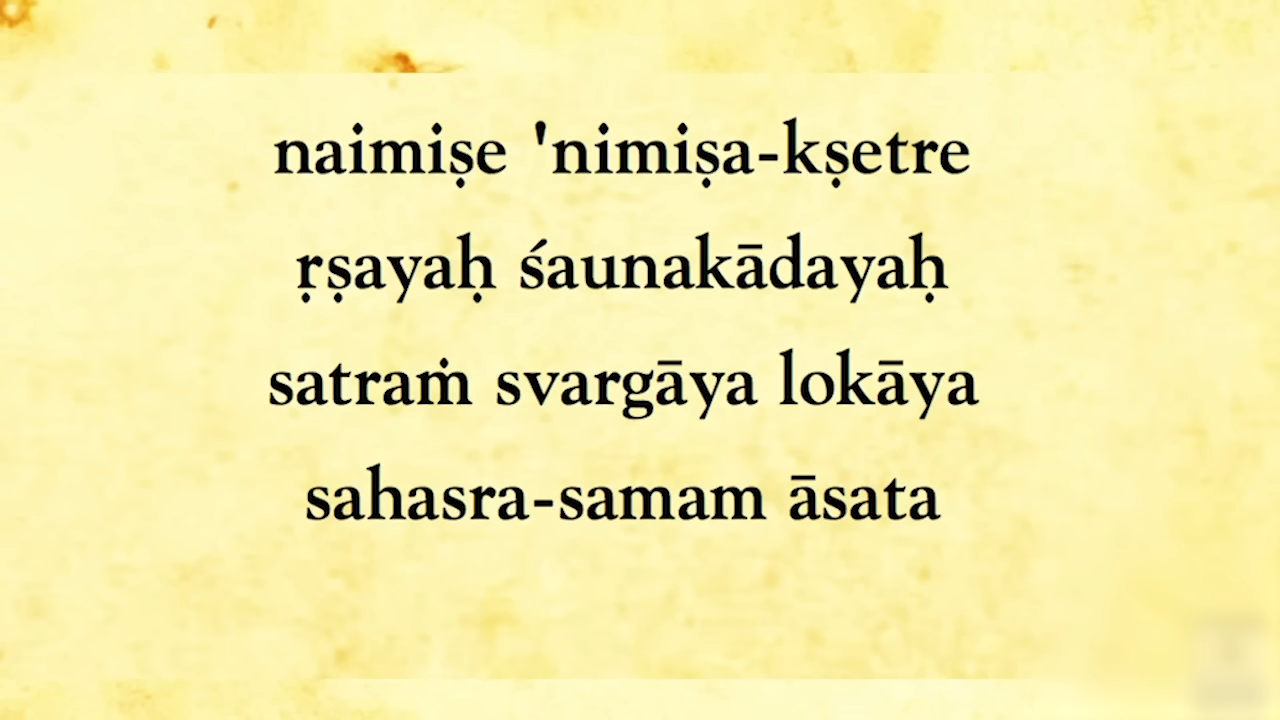 naimiṣe 'nimiṣa-kṣetre
ṛṣayaḥ śaunakādayaḥ
satraṁ svargāya lokāya
sahasra-samam āsata